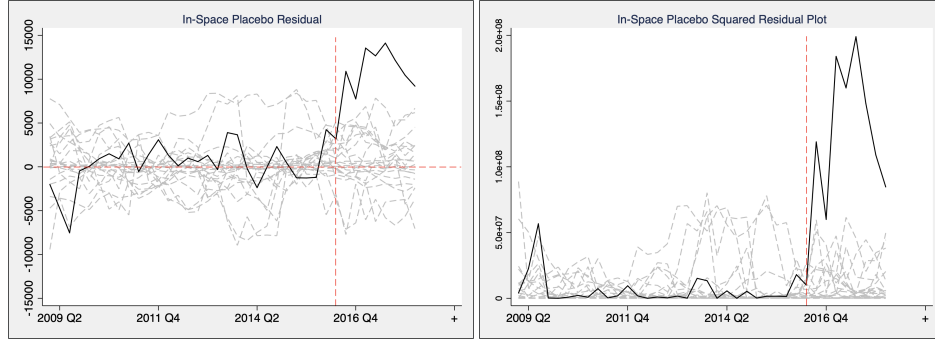 In-Space Placebo Residual
15000
10000
5000
0
-5000
-10000
-15000
2009 Q2 2011 Q4 2014 Q2 2016 Q4 +
In-Space Placebo Squared Residual Plot
2.0e+08
1.5e+08
1.0e+08
5.0e+07
0
2009 Q2 2011 Q4 2014 Q2 2016 Q4 +